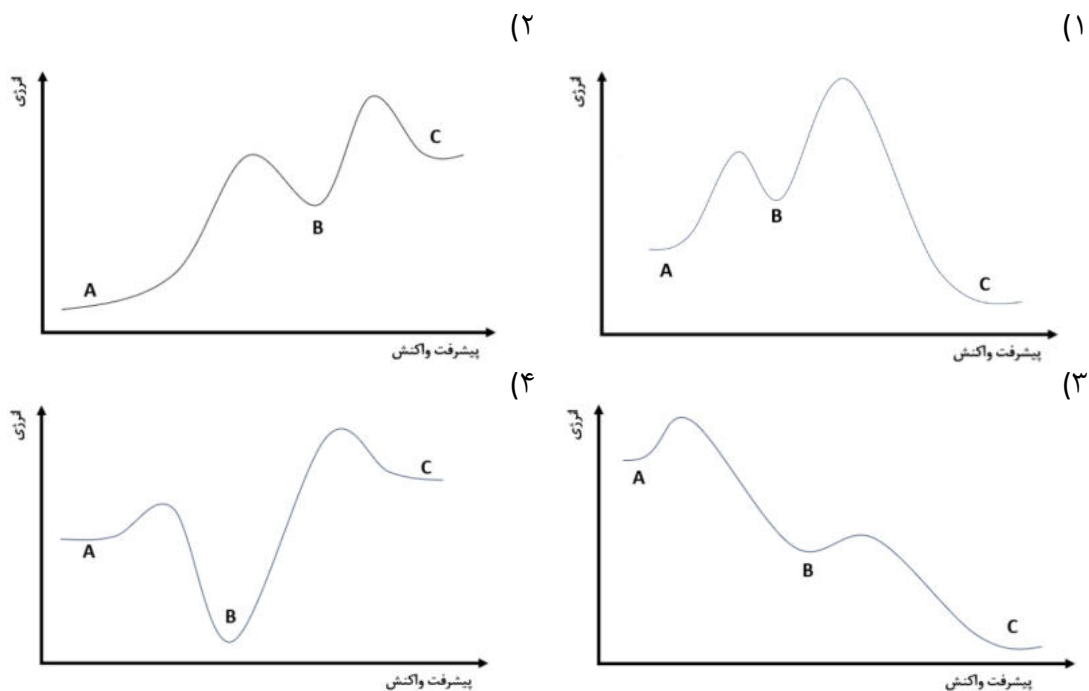 ۱)
انرژی
A
B
C
پیشرفت واکنش
۲)
انرژی
A
B
C
پیشرفت واکنش
۳)
انرژی
A
B
C
پیشرفت واکنش
۴)
انرژی
A
B
C
پیشرفت واکنش